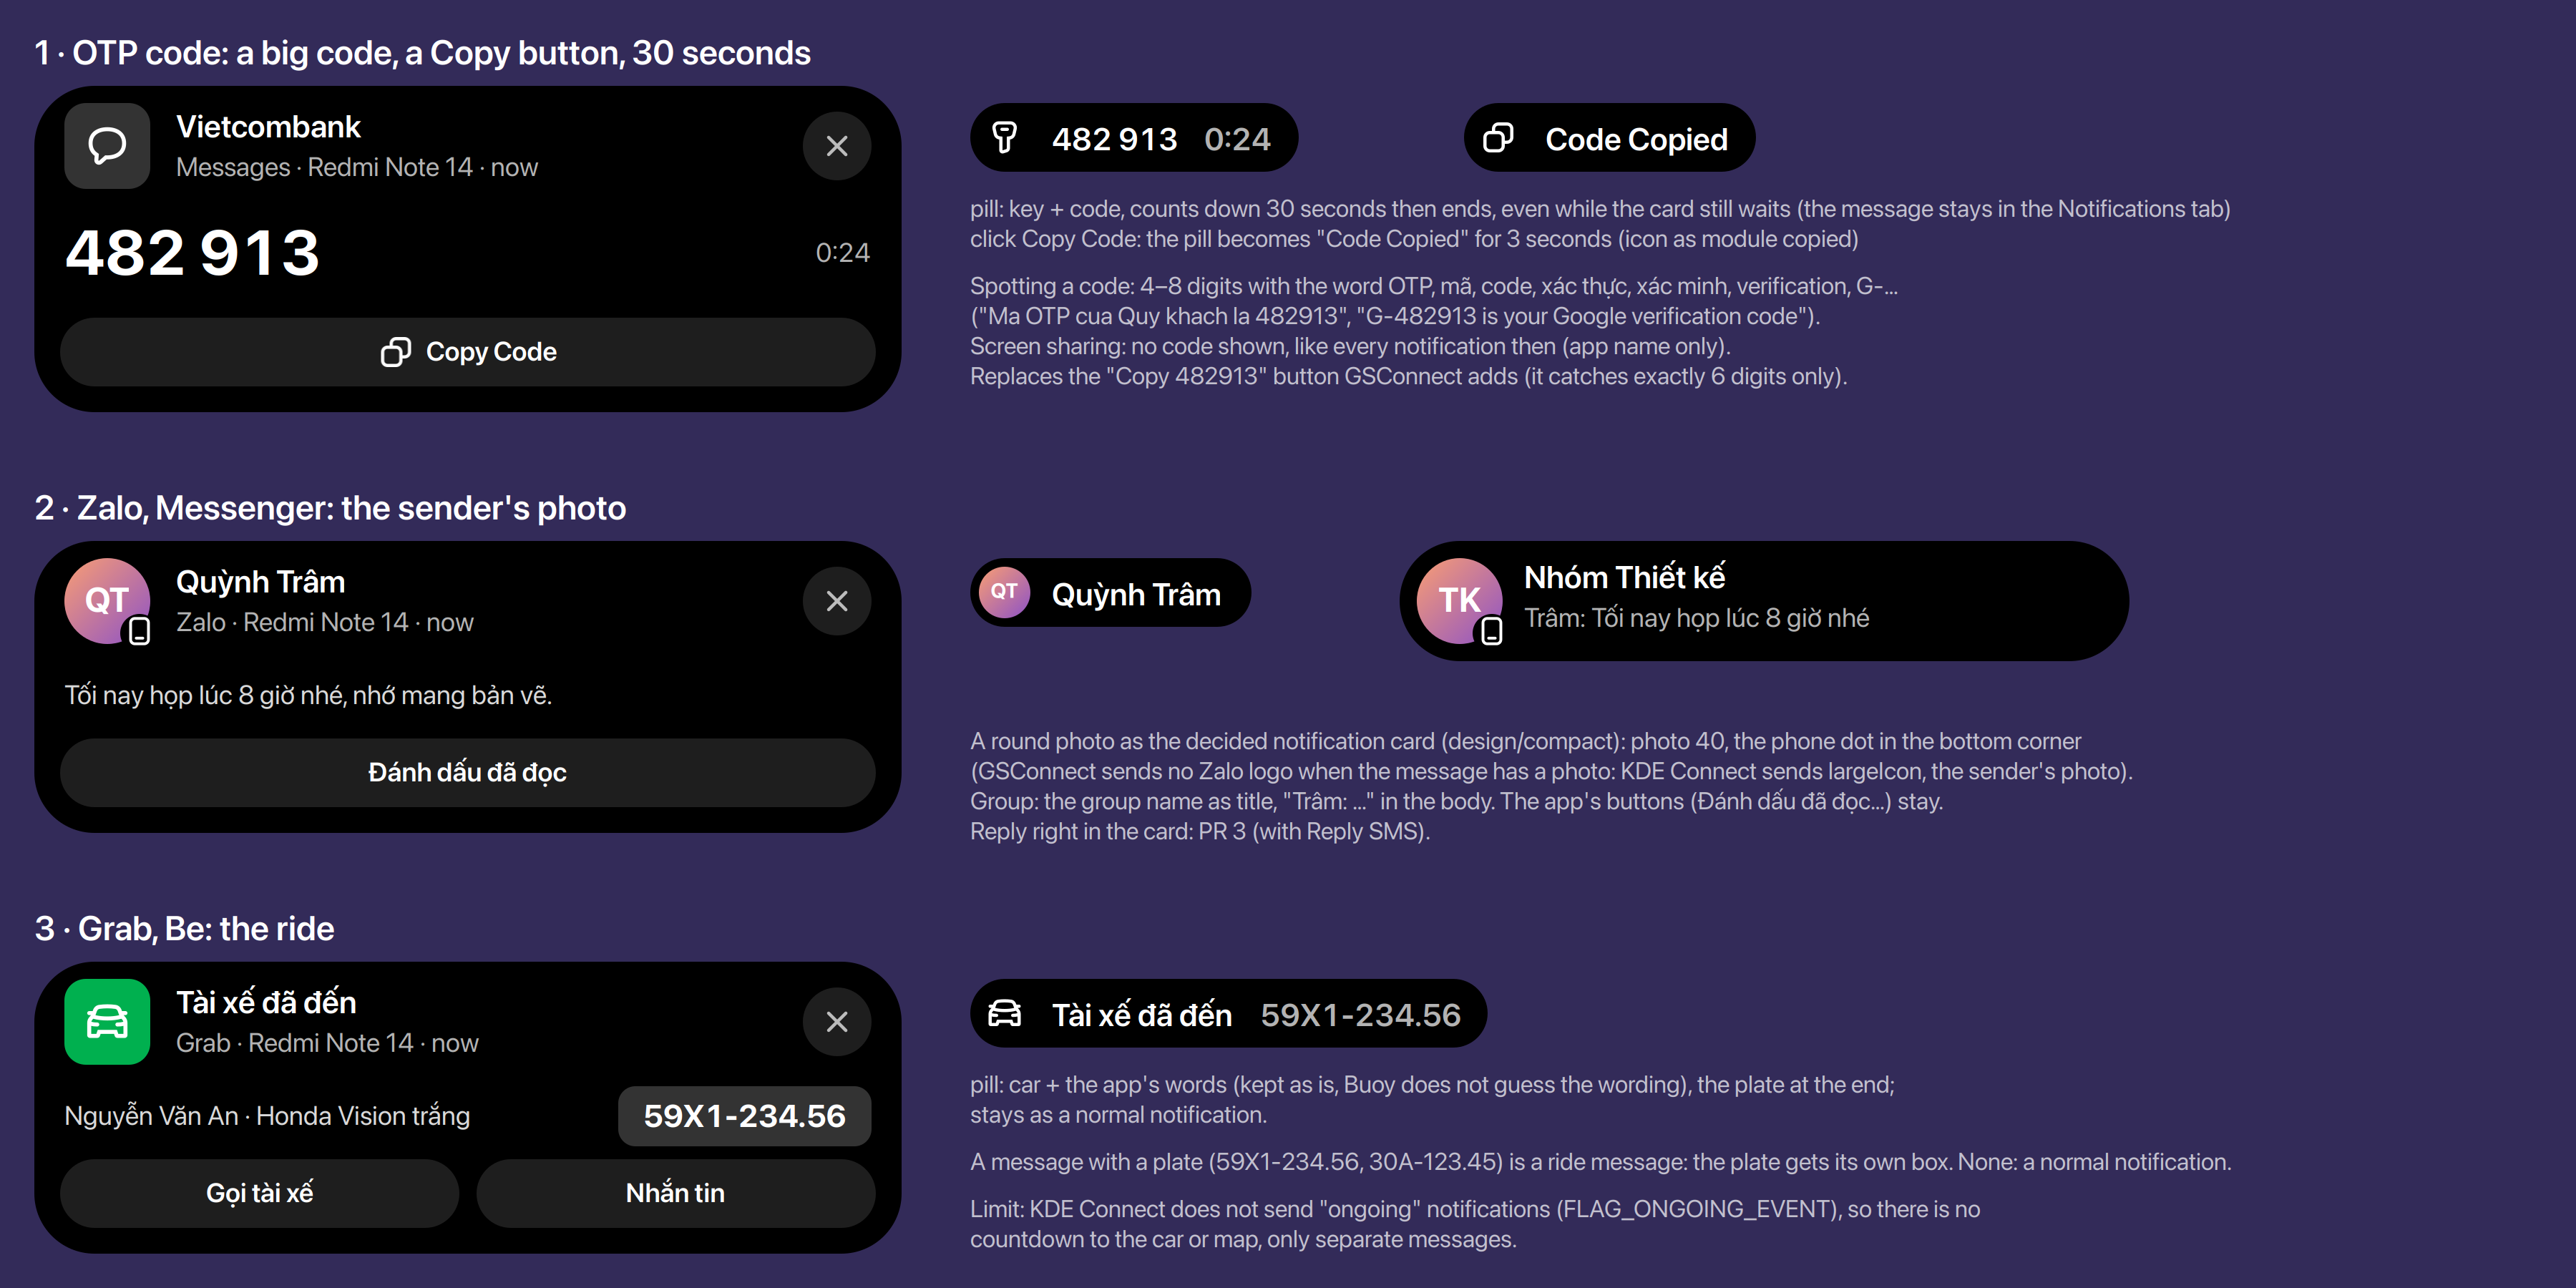 1 · OTP code: a big code, a Copy button, 30 seconds
Vietcombank
Messages · Redmi Note 14 · now
482 913
0:24
Copy Code
482 913 0:24
Code Copied
pill: key + code, counts down 30 seconds then ends, even while the card still waits (the message stays in the Notifications tab)
click Copy Code: the pill becomes "Code Copied" for 3 seconds (icon as module copied)
Spotting a code: 4–8 digits with the word OTP, mã, code, xác thực, xác minh, verification, G-...
("Ma OTP cua Quy khach la 482913", "G-482913 is your Google verification code").
Screen sharing: no code shown, like every notification then (app name only).
Replaces the "Copy 482913" button GSConnect adds (it catches exactly 6 digits only).
2 · Zalo, Messenger: the sender's photo
QT
Quỳnh Trâm
Zalo · Redmi Note 14 · now
Tối nay họp lúc 8 giờ nhé, nhớ mang bản vẽ.
Đánh dấu đã đọc
QT
Quỳnh Trâm
TK
Nhóm Thiết kế
Trâm: Tối nay họp lúc 8 giờ nhé
A round photo as the decided notification card (design/compact): photo 40, the phone dot in the bottom corner
(GSConnect sends no Zalo logo when the message has a photo: KDE Connect sends largeIcon, the sender's photo).
Group: the group name as title, "Trâm: ..." in the body. The app's buttons (Đánh dấu đã đọc...) stay.
Reply right in the card: PR 3 (with Reply SMS).
3 · Grab, Be: the ride
Tài xế đã đến
Grab · Redmi Note 14 · now
Nguyễn Văn An · Honda Vision trắng
59X1-234.56
Gọi tài xế
Nhắn tin
Tài xế đã đến 59X1-234.56
pill: car + the app's words (kept as is, Buoy does not guess the wording), the plate at the end;
stays as a normal notification.
A message with a plate (59X1-234.56, 30A-123.45) is a ride message: the plate gets its own box. None: a normal notification.
Limit: KDE Connect does not send "ongoing" notifications (FLAG_ONGOING_EVENT), so there is no
countdown to the car or map, only separate messages.